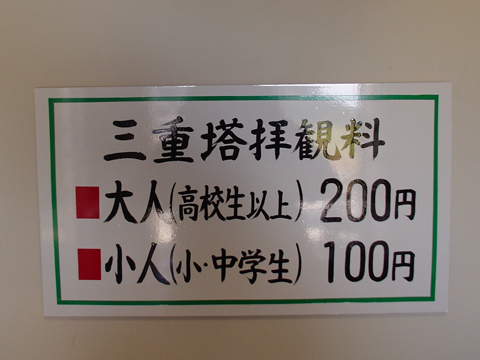 三重塔拝観料
大人(高校生以上) 200円
小人(小・中学生) 100円